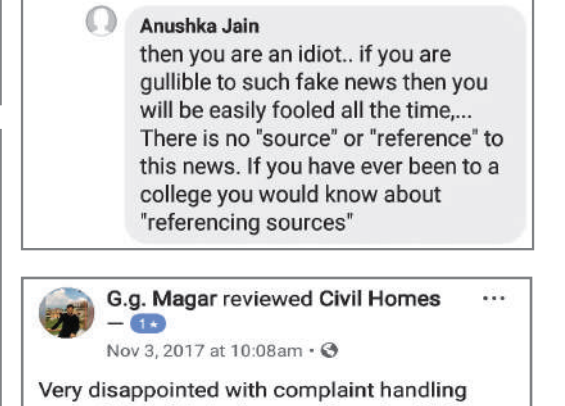 Anushka Jain
then you are an idiot.. if you are
gullible to such fake news then you
will be easily fooled all the time,...
There is no "source" or "reference" to
this news. If you have ever been to a
college you would know about
"referencing sources"
G.g. Magar reviewed Civil Homes
— 1★
Nov 3, 2017 at 10:08am ·
Very disappointed with complaint handling